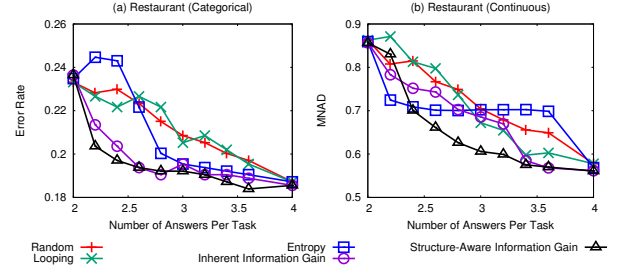 (a) Restaurant (Categorical)
0.26
0.24
0.22
0.2
0.18
Error Rate
2
2.5
3
3.5
4
Number of Answers Per Task
(b) Restaurant (Continuous)
0.9
0.8
0.7
0.6
0.5
MNAD
2
2.5
3
3.5
4
Number of Answers Per Task
Random
Looping
Entropy
Inherent Information Gain
Structure-Aware Information Gain